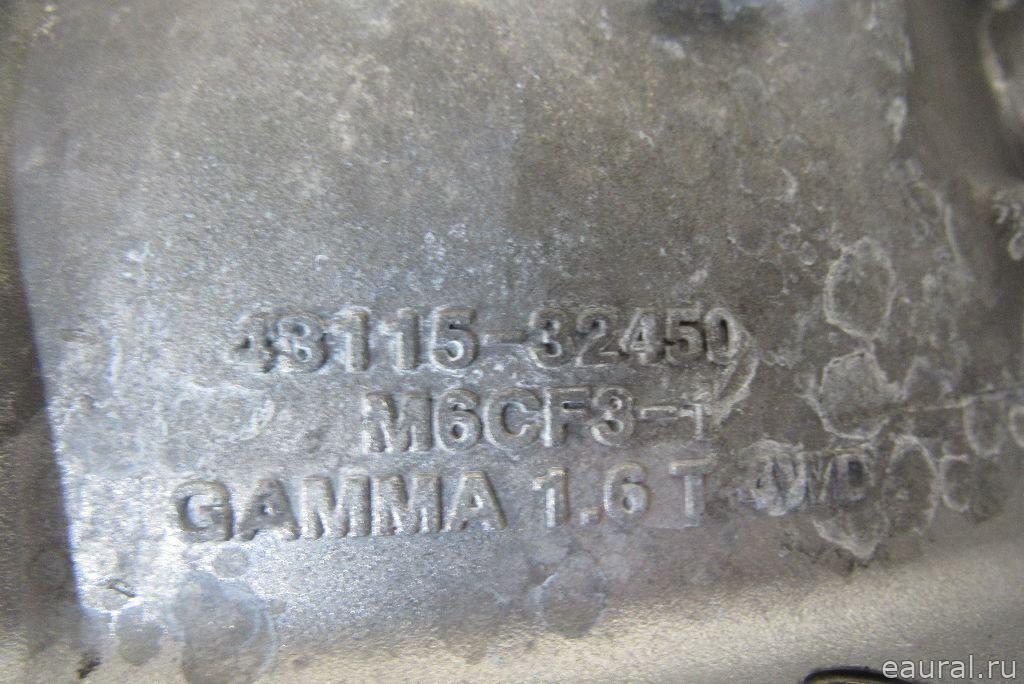 43115-32450
M6CF3-1
GAMMA 1.6 T 4WD
eaural.ru